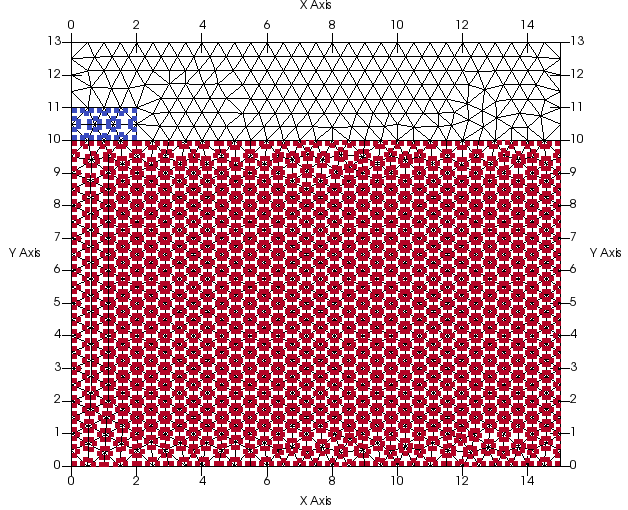 X Axis
0 2 4 6 8 10 12 14
13 13
12 12
11 11
10 10
9 9
8 8
7 7
Y Axis Y Axis
6 6
5 5
4 4
3 3
2 2
1 1
0 0
0 2 4 6 8 10 12 14
X Axis